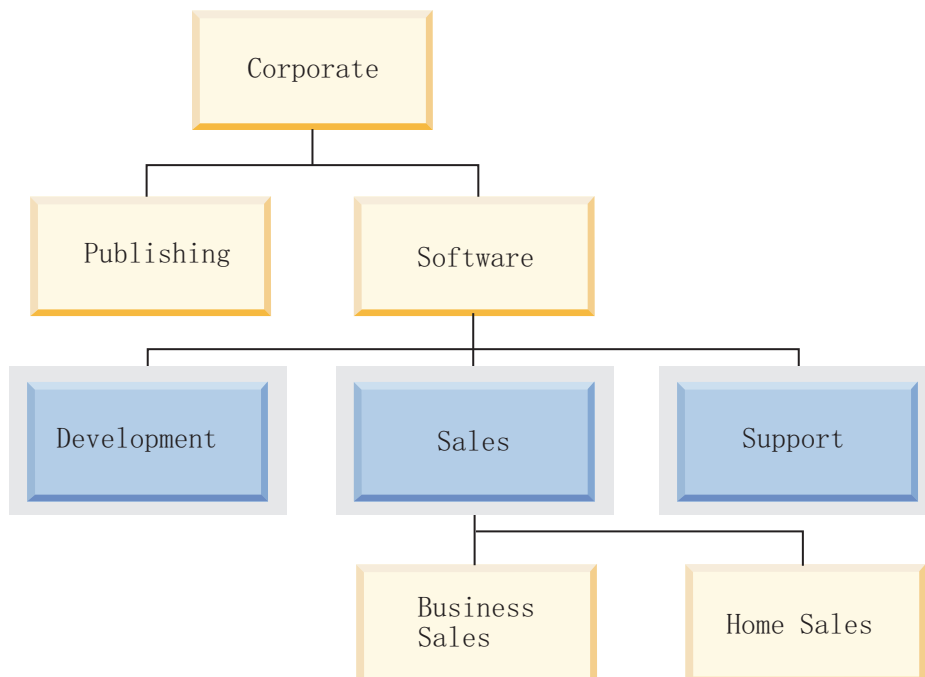 Corporate
Publishing
Software
Development
Sales
Support
Business
Sales
Home Sales